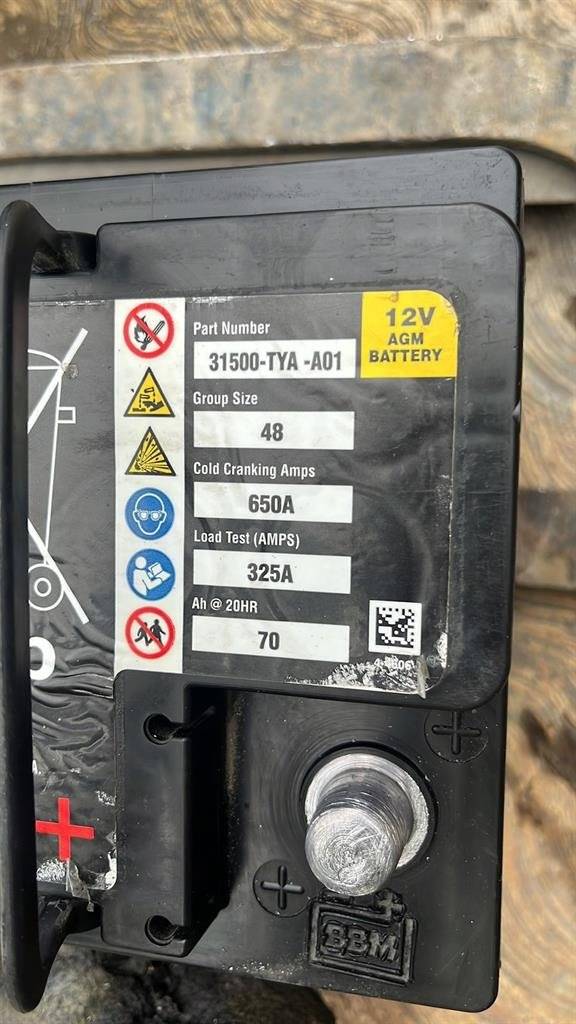 12V
AGM
BATTERY
Part Number
31500-TYA -A01
Group Size
48
Cold Cranking Amps
650A
Load Test (AMPS)
325A
Ah @ 20HR
70
BBM